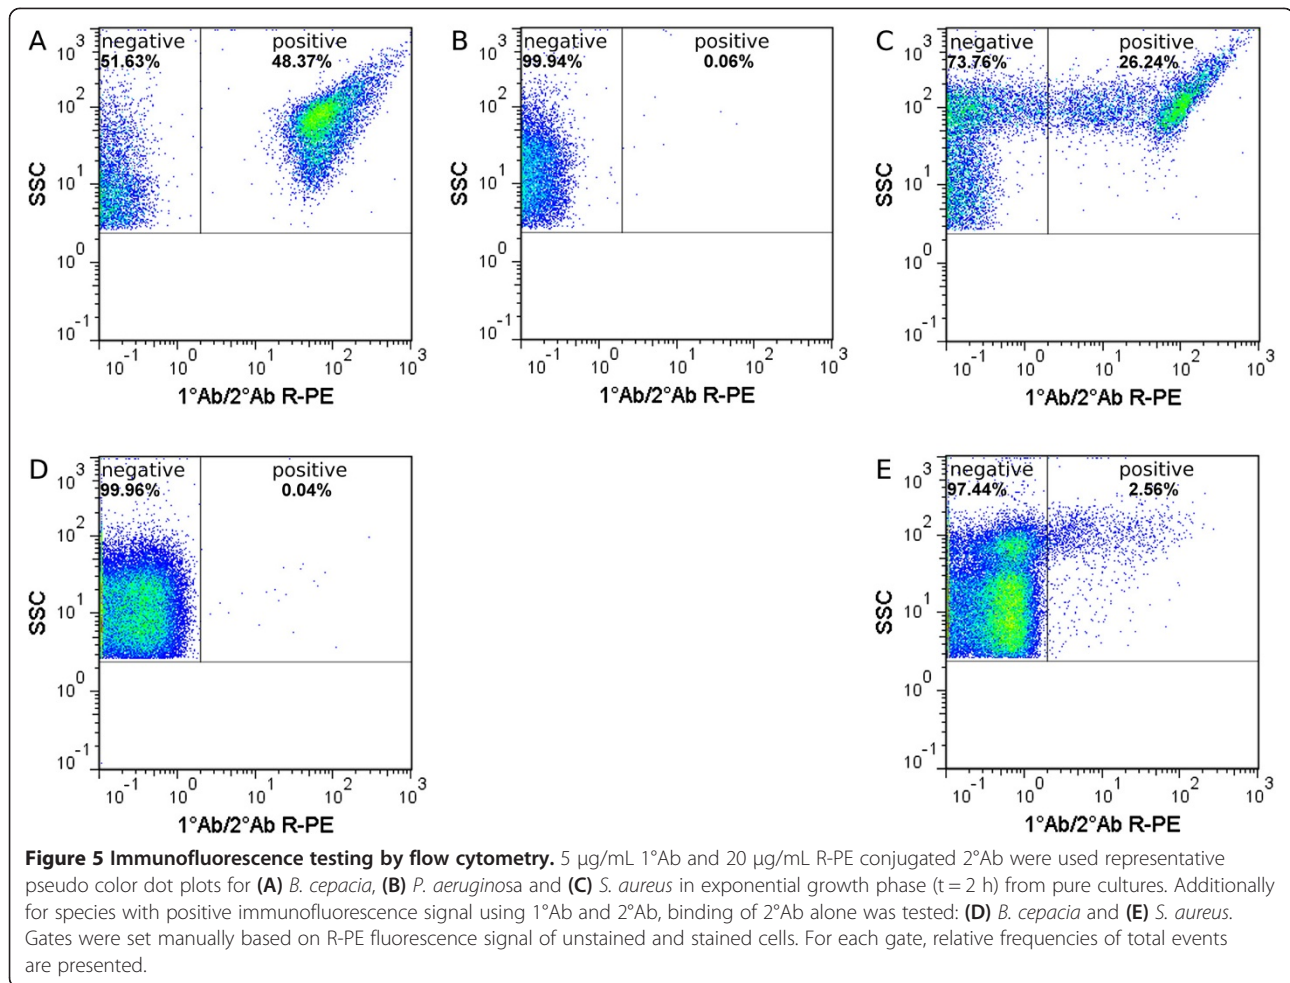 A
negative
positive
51.63%
48.37%
10^3
10^2
10^1
10^0
10^-1
SSC
10^-1 10^0 10^1 10^2 10^3
1°Ab/2°Ab R-PE
B
negative
positive
99.94%
0.06%
10^3
10^2
10^1
10^0
10^-1
SSC
10^-1 10^0 10^1 10^2 10^3
1°Ab/2°Ab R-PE
C
negative
positive
73.76%
26.24%
10^3
10^2
10^1
10^0
10^-1
SSC
10^-1 10^0 10^1 10^2 10^3
1°Ab/2°Ab R-PE
D
negative
positive
99.96%
0.04%
10^3
10^2
10^1
10^0
10^-1
SSC
10^-1 10^0 10^1 10^2 10^3
1°Ab/2°Ab R-PE
E
negative
positive
97.44%
2.56%
10^3
10^2
10^1
10^0
10^-1
SSC
10^-1 10^0 10^1 10^2 10^3
1°Ab/2°Ab R-PE
Figure 5 Immunofluorescence testing by flow cytometry. 5 µg/mL 1°Ab and 20 µg/mL R-PE conjugated 2°Ab were used representative
pseudo color dot plots for (A) B. cepacia, (B) P. aeruginosa and (C) S. aureus in exponential growth phase (t = 2 h) from pure cultures. Additionally
for species with positive immunofluorescence signal using 1°Ab and 2°Ab, binding of 2°Ab alone was tested: (D) B. cepacia and (E) S. aureus.
Gates were set manually based on R-PE fluorescence signal of unstained and stained cells. For each gate, relative frequencies of total events
are presented.